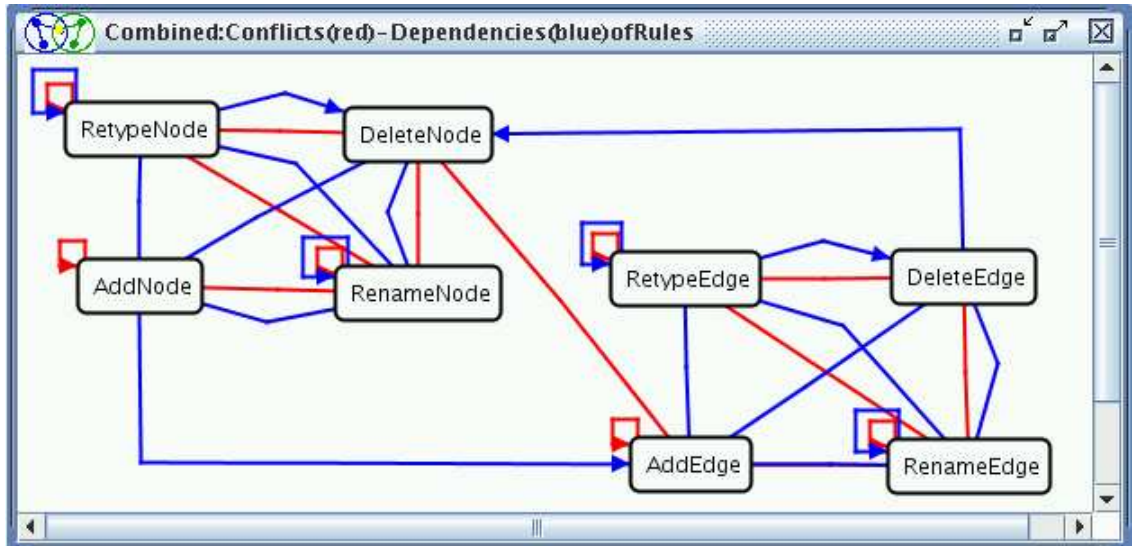 Combined:Conflicts(red)-Dependencies(blue)ofRules
RetypeNode
DeleteNode
AddNode
RenameNode
RetypeEdge
DeleteEdge
AddEdge
RenameEdge